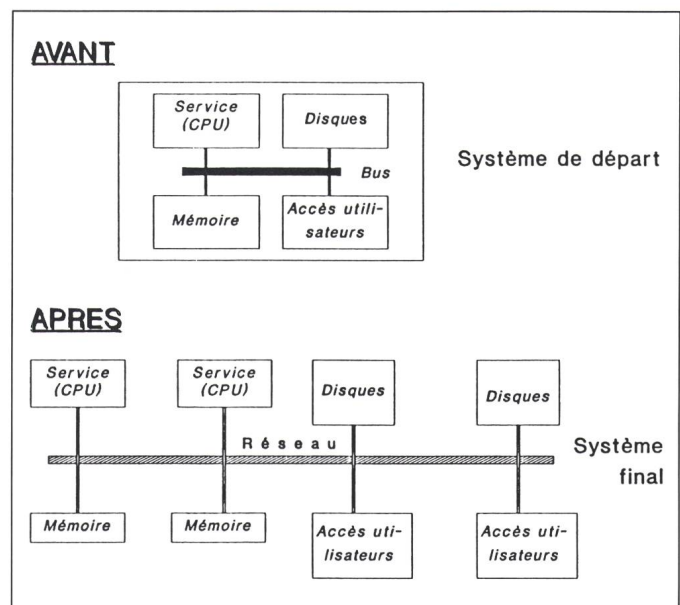 AVANT
Service
(CPU)
Disques
Bus
Système de départ
Mémoire
Accès utili-
sateurs
APRES
Service
(CPU)
Service
(CPU)
Disques
Disques
Réseau
Système
final
Mémoire
Mémoire
Accès uti-
lisateurs
Accès uti-
lisateurs